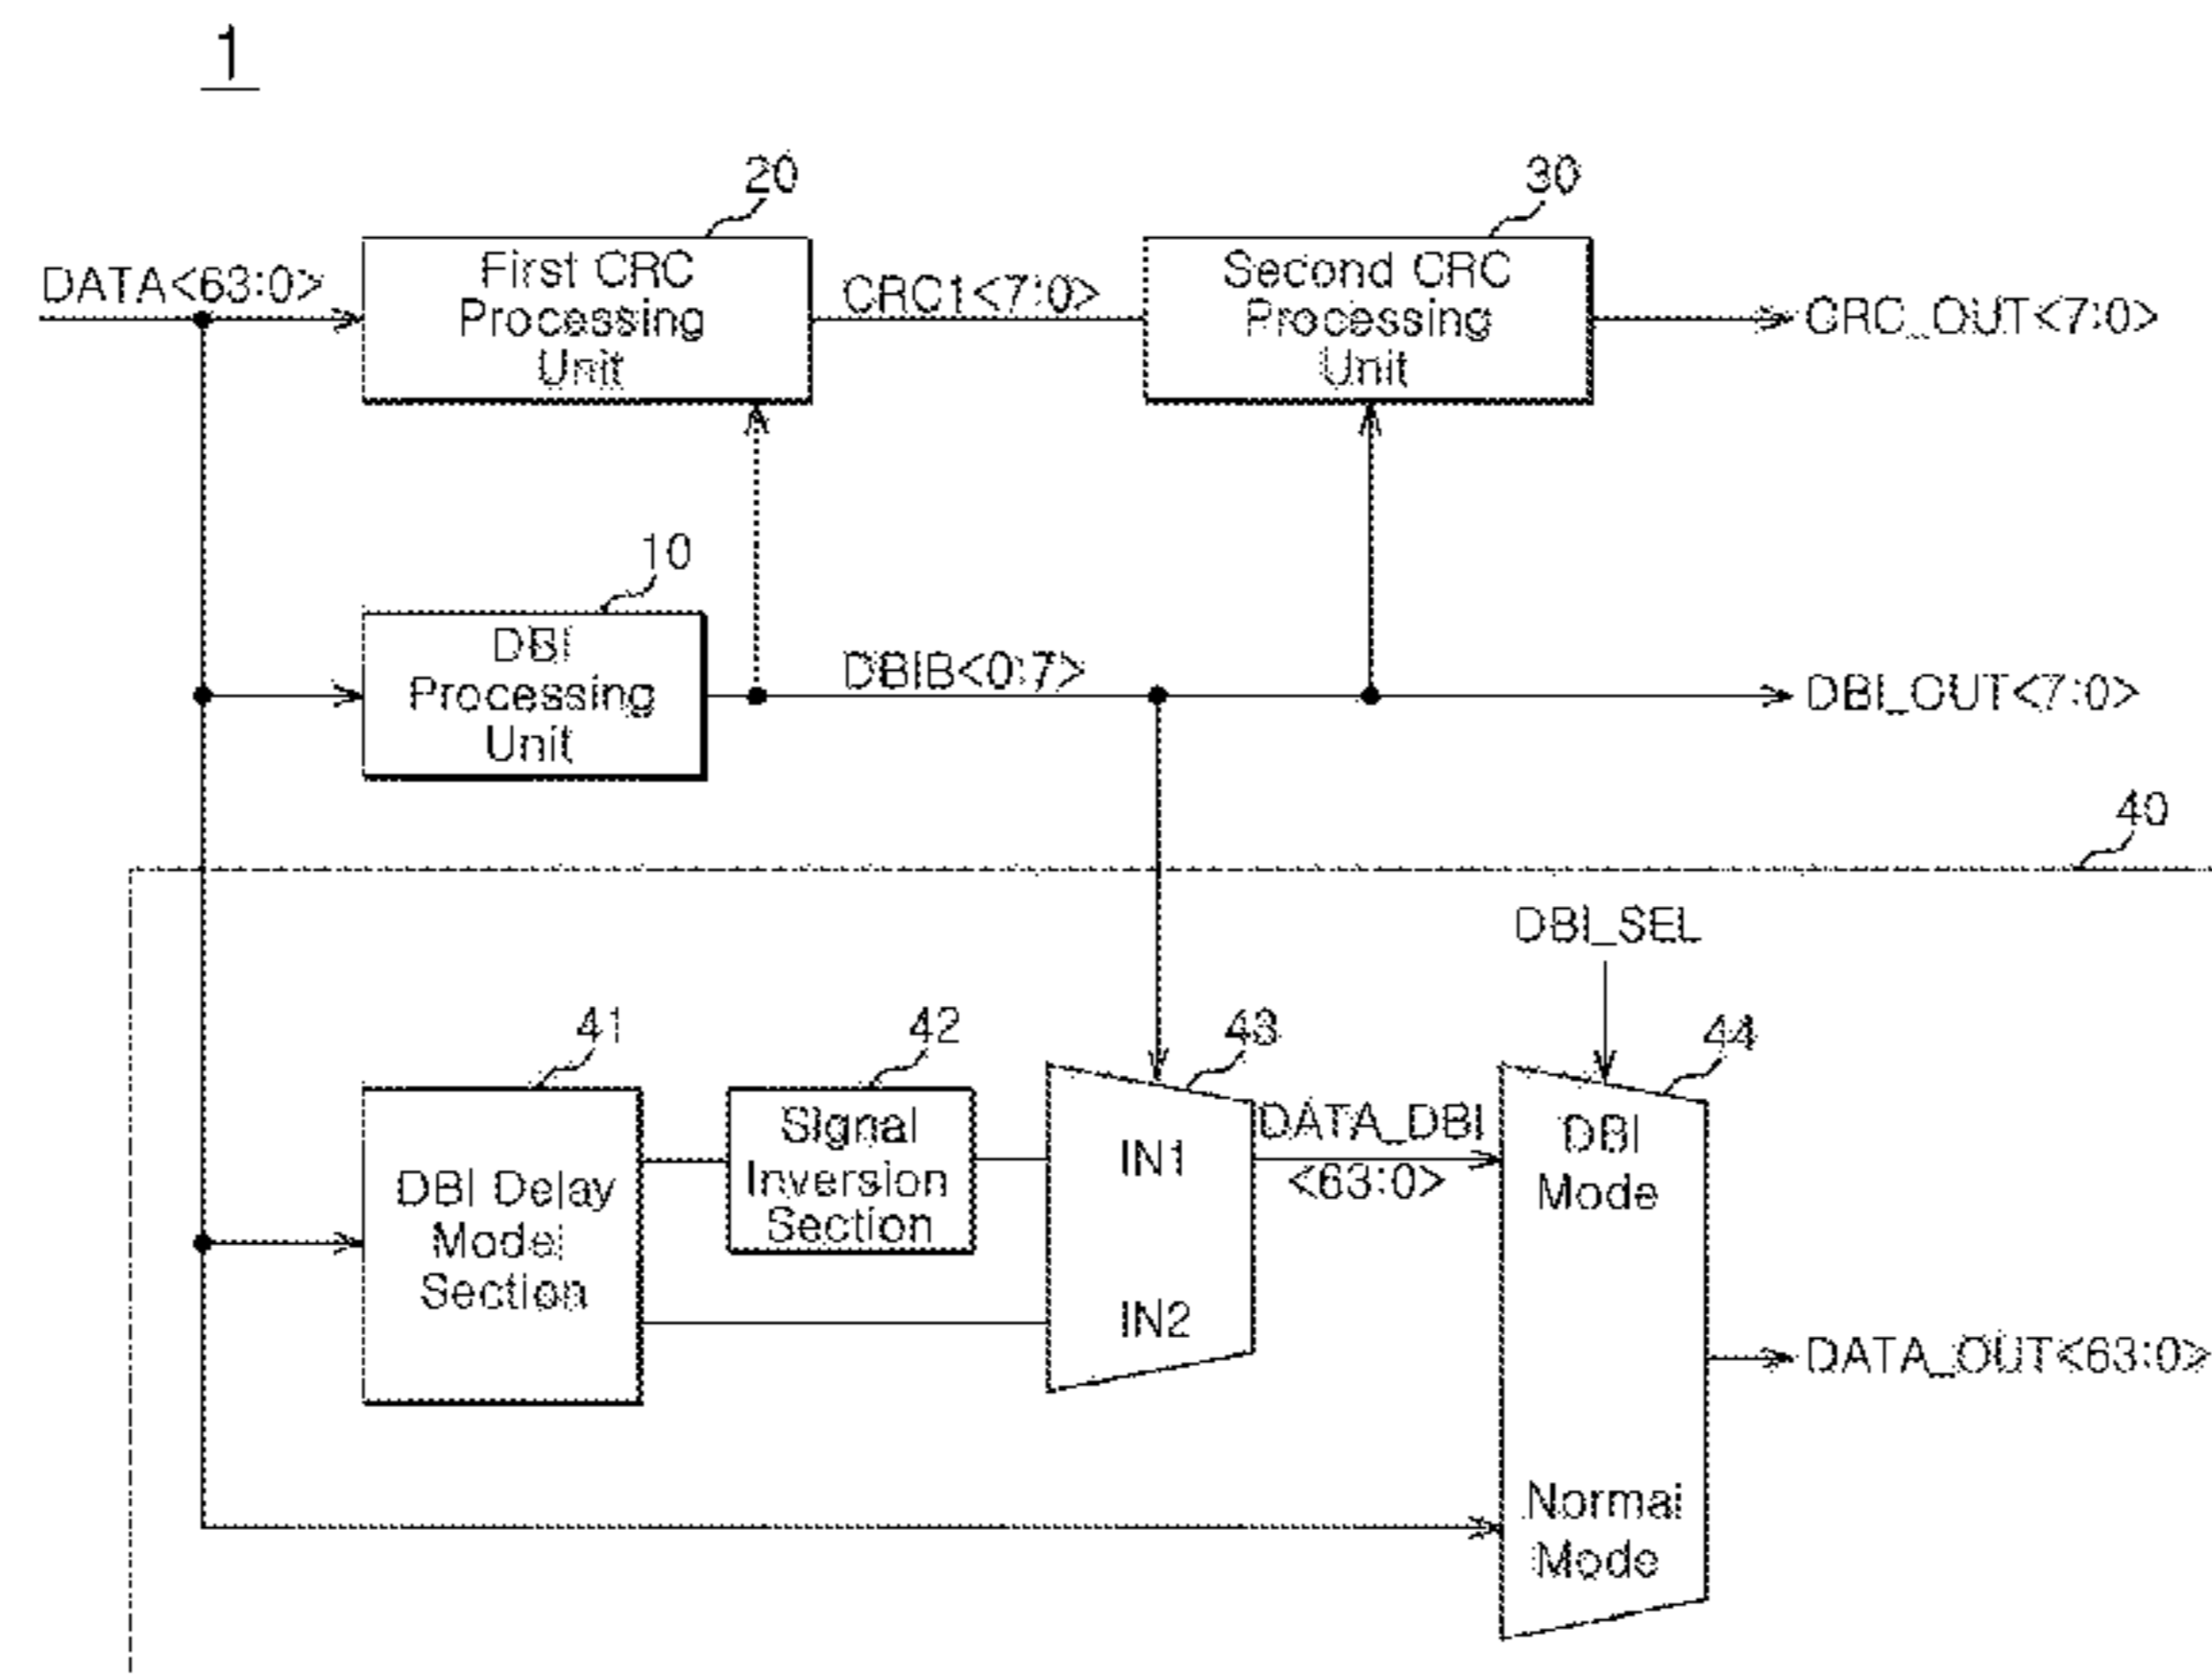 1
20
30
DATA<63:0>
First CRC
Processing
Unit
CRC1<7:0>
Second CRC
Processing
Unit
CRC_OUT<7:0>
10
DBI
Processing
Unit
DBIB<0:7>
DBI_OUT<7:0>
40
DBI_SEL
41
42
43
44
DBI Delay
Model
Section
Signal
Inversion
Section
IN1
IN2
DATA_DBI
<63:0>
DBI
Mode
DATA_OUT<63:0>
Normal
Mode